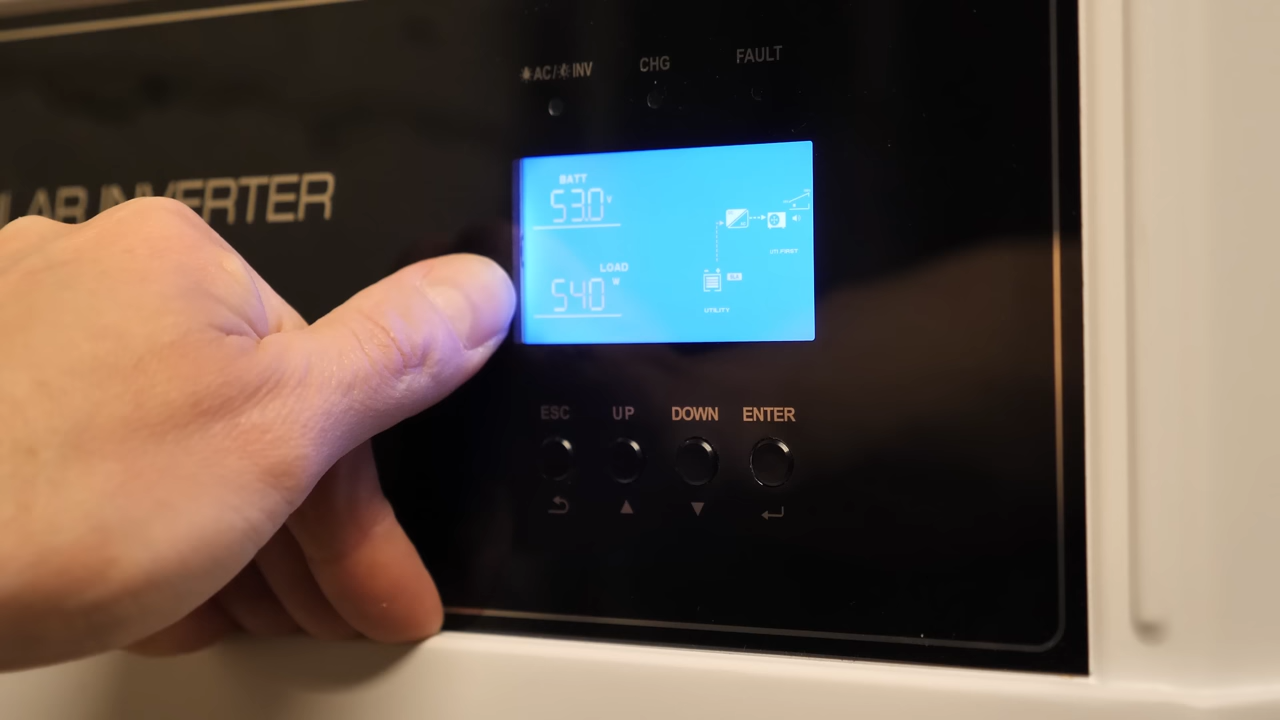 AC/ INV
CHG
FAULT
LAR INVERTER
BATT
53.0 V
LOAD
540 W
UTI FIRST
UTILITY
ESC
UP
DOWN
ENTER